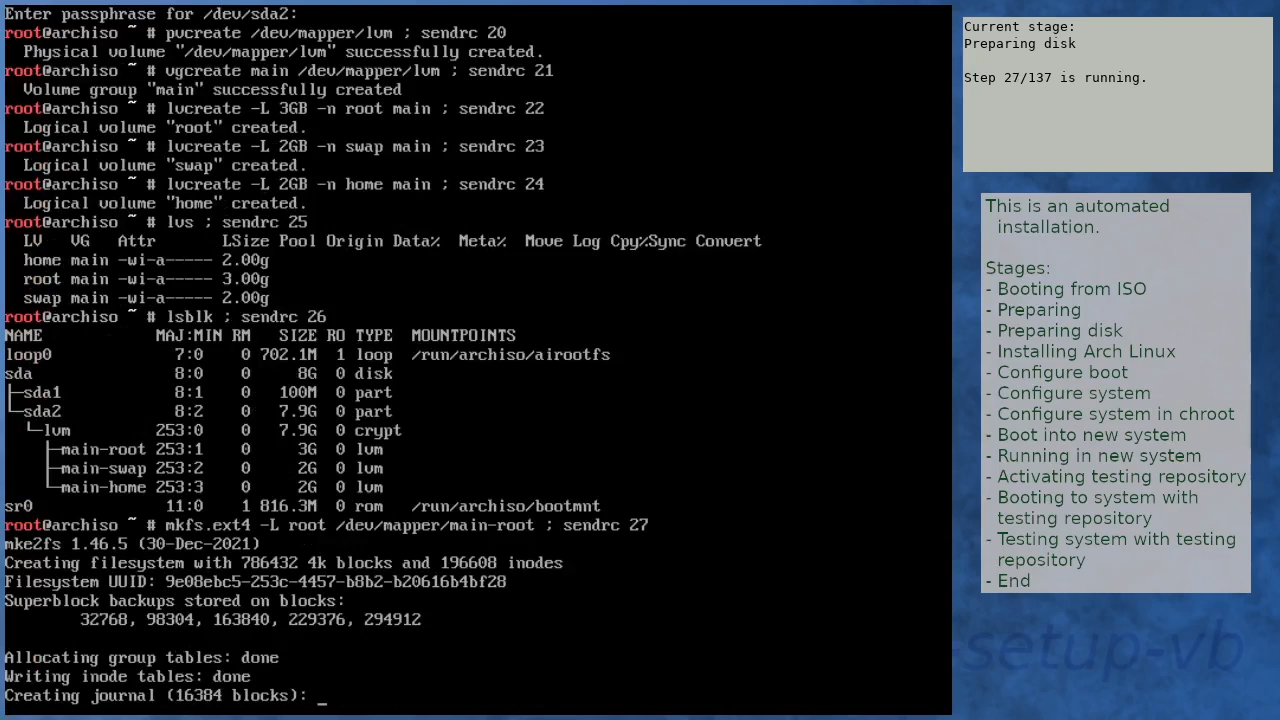 Enter passphrase for /dev/sda2:
root@archiso ~ # pvcreate /dev/mapper/lvm ; sendrc 20
  Physical volume "/dev/mapper/lvm" successfully created.
root@archiso ~ # vgcreate main /dev/mapper/lvm ; sendrc 21
  Volume group "main" successfully created
root@archiso ~ # lvcreate -L 3GB -n root main ; sendrc 22
  Logical volume "root" created.
root@archiso ~ # lvcreate -L 2GB -n swap main ; sendrc 23
  Logical volume "swap" created.
root@archiso ~ # lvcreate -L 2GB -n home main ; sendrc 24
  Logical volume "home" created.
root@archiso ~ # lvs ; sendrc 25
  LV   VG   Attr       LSize Pool Origin Data%  Meta%  Move Log Cpy%Sync Convert
  home main -wi-a----- 2.00g
  root main -wi-a----- 3.00g
  swap main -wi-a----- 2.00g
root@archiso ~ # lsblk ; sendrc 26
NAME            MAJ:MIN RM   SIZE RO TYPE  MOUNTPOINTS
loop0             7:0    0 702.1M  1 loop  /run/archiso/airootfs
sda               8:0    0     8G  0 disk
├─sda1            8:1    0   100M  0 part
└─sda2            8:2    0   7.9G  0 part
  └─lvm         253:0    0   7.9G  0 crypt
    ├─main-root 253:1    0     3G  0 lvm
    ├─main-swap 253:2    0     2G  0 lvm
    └─main-home 253:3    0     2G  0 lvm
sr0              11:0    1 816.3M  0 rom   /run/archiso/bootmnt
root@archiso ~ # mkfs.ext4 -L root /dev/mapper/main-root ; sendrc 27
mke2fs 1.46.5 (30-Dec-2021)
Creating filesystem with 786432 4k blocks and 196608 inodes
Filesystem UUID: 9e08ebc5-253c-4457-b8b2-b20616b4bf28
Superblock backups stored on blocks:
        32768, 98304, 163840, 229376, 294912
Allocating group tables: done
Writing inode tables: done
Creating journal (16384 blocks): _
Current stage:
Preparing disk
Step 27/137 is running.
This is an automated
installation.
Stages:
- Booting from ISO
- Preparing
- Preparing disk
- Installing Arch Linux
- Configure boot
- Configure system
- Configure system in chroot
- Boot into new system
- Running in new system
- Activating testing repository
- Booting to system with
testing repository
- Testing system with testing
repository
- End
-setup-vb